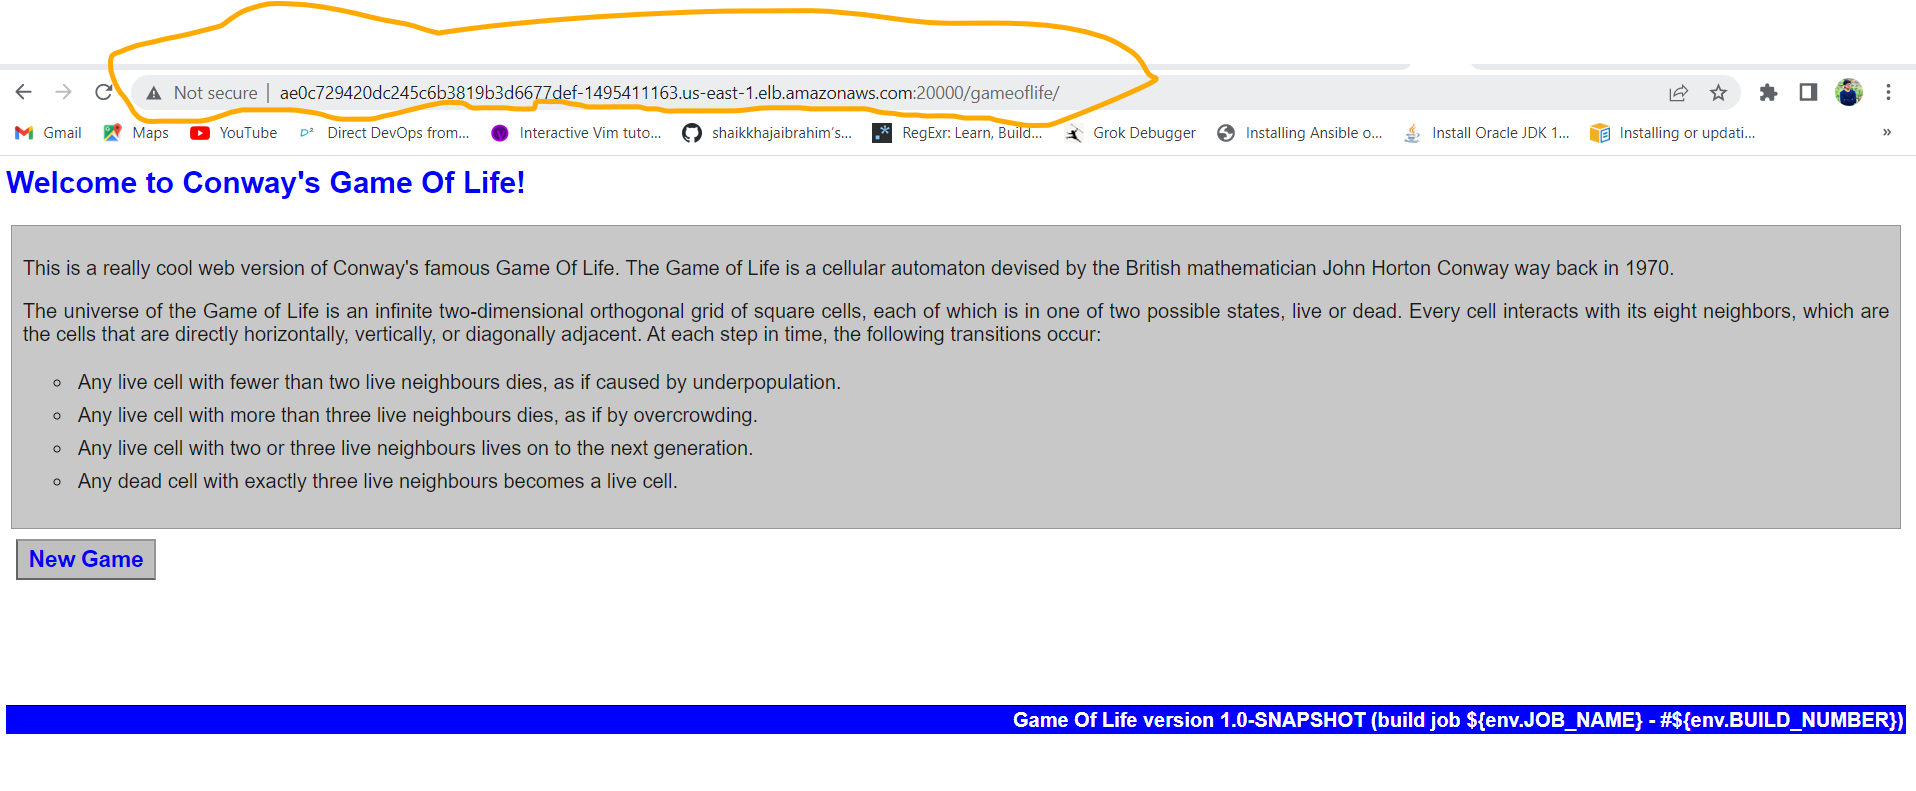 Not secure | ae0c729420dc245c6b3819b3d6677def-1495411163.us-east-1.elb.amazonaws.com:20000/gameoflife/
Gmail Maps YouTube Direct DevOps from... Interactive Vim tuto... shaikkhajaibrahim's... RegExr: Learn, Build... Grok Debugger Installing Ansible o... Install Oracle JDK 1... Installing or updati... »
Welcome to Conway's Game Of Life!
This is a really cool web version of Conway's famous Game Of Life. The Game of Life is a cellular automaton devised by the British mathematician John Horton Conway way back in 1970.
The universe of the Game of Life is an infinite two-dimensional orthogonal grid of square cells, each of which is in one of two possible states, live or dead. Every cell interacts with its eight neighbors, which are
the cells that are directly horizontally, vertically, or diagonally adjacent. At each step in time, the following transitions occur:
Any live cell with fewer than two live neighbours dies, as if caused by underpopulation.
Any live cell with more than three live neighbours dies, as if by overcrowding.
Any live cell with two or three live neighbours lives on to the next generation.
Any dead cell with exactly three live neighbours becomes a live cell.
New Game
Game Of Life version 1.0-SNAPSHOT (build job ${env.JOB_NAME} - #${env.BUILD_NUMBER})